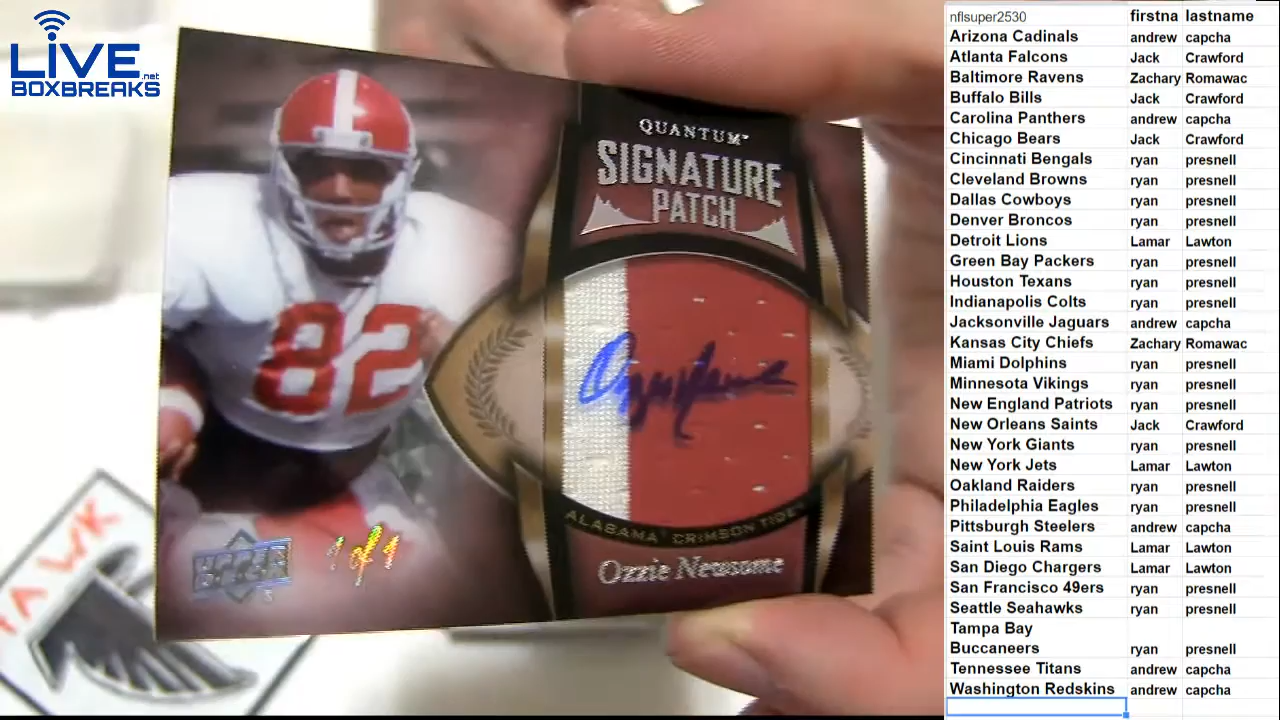 LIVE.net
BOXBREAKS
QUANTUM™
SIGNATURE
PATCH
82
Ozzie Newsome
ALABAMA® CRIMSON TIDE®
UPPER
1 of 1
Ozzie Newsome
HAWK
nflsuper2530 firstna lastname
Arizona Cadinals andrew capcha
Atlanta Falcons Jack Crawford
Baltimore Ravens Zachary Romawac
Buffalo Bills Jack Crawford
Carolina Panthers andrew capcha
Chicago Bears Jack Crawford
Cincinnati Bengals ryan presnell
Cleveland Browns ryan presnell
Dallas Cowboys ryan presnell
Denver Broncos ryan presnell
Detroit Lions Lamar Lawton
Green Bay Packers ryan presnell
Houston Texans ryan presnell
Indianapolis Colts ryan presnell
Jacksonville Jaguars andrew capcha
Kansas City Chiefs Zachary Romawac
Miami Dolphins ryan presnell
Minnesota Vikings ryan presnell
New England Patriots ryan presnell
New Orleans Saints Jack Crawford
New York Giants ryan presnell
New York Jets Lamar Lawton
Oakland Raiders ryan presnell
Philadelphia Eagles ryan presnell
Pittsburgh Steelers andrew capcha
Saint Louis Rams Lamar Lawton
San Diego Chargers Lamar Lawton
San Francisco 49ers ryan presnell
Seattle Seahawks ryan presnell
Tampa Bay
Buccaneers ryan presnell
Tennessee Titans andrew capcha
Washington Redskins andrew capcha